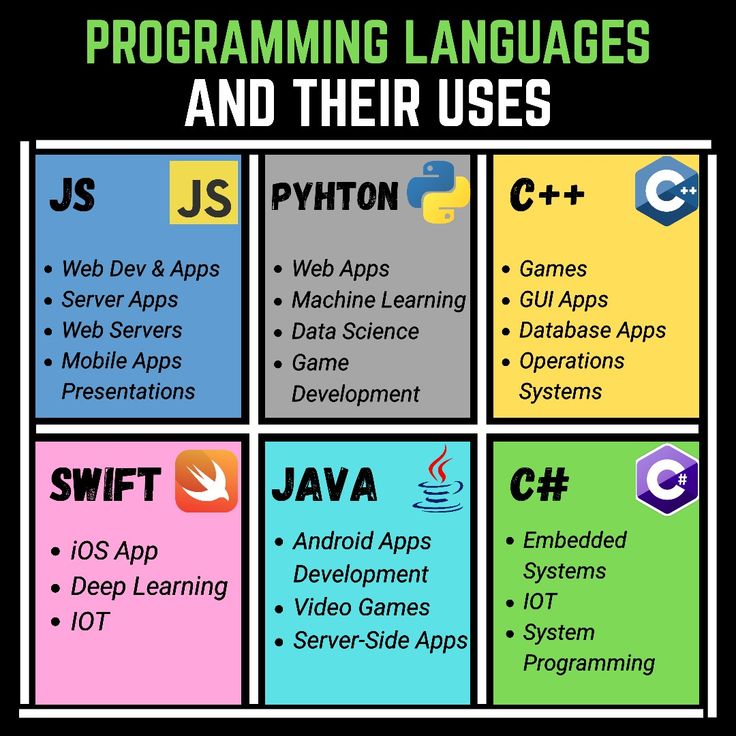 PROGRAMMING LANGUAGES
AND THEIR USES
JS
JS
• Web Dev & Apps
• Server Apps
• Web Servers
• Mobile Apps
Presentations
PYHTON
• Web Apps
• Machine Learning
• Data Science
• Game
Development
C++
C++
• Games
• GUI Apps
• Database Apps
• Operations
Systems
SWIFT
• iOS App
• Deep Learning
• IOT
JAVA
• Android Apps
Development
• Video Games
• Server-Side Apps
C#
C#
• Embedded
Systems
• IOT
• System
Programming